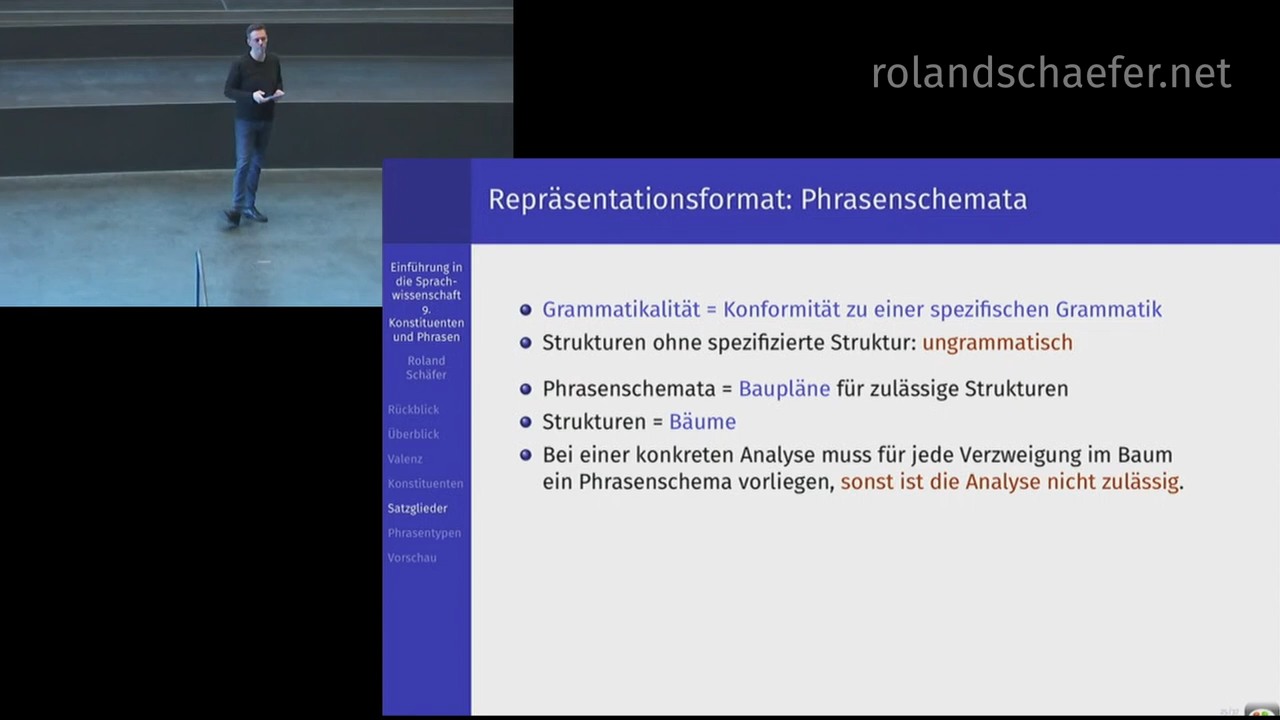 rolandschaefer.net
Repräsentationsformat: Phrasenschemata
Einführung in
die Sprach-
wissenschaft
9.
Konstituenten
und Phrasen
Roland
Schäfer
Rückblick
Überblick
Valenz
Konstituenten
Satzglieder
Phrasentypen
Vorschau
Grammatikalität = Konformität zu einer spezifischen Grammatik
Strukturen ohne spezifizierte Struktur: ungrammatisch
Phrasenschemata = Baupläne für zulässige Strukturen
Strukturen = Bäume
Bei einer konkreten Analyse muss für jede Verzweigung im Baum
ein Phrasenschema vorliegen, sonst ist die Analyse nicht zulässig.